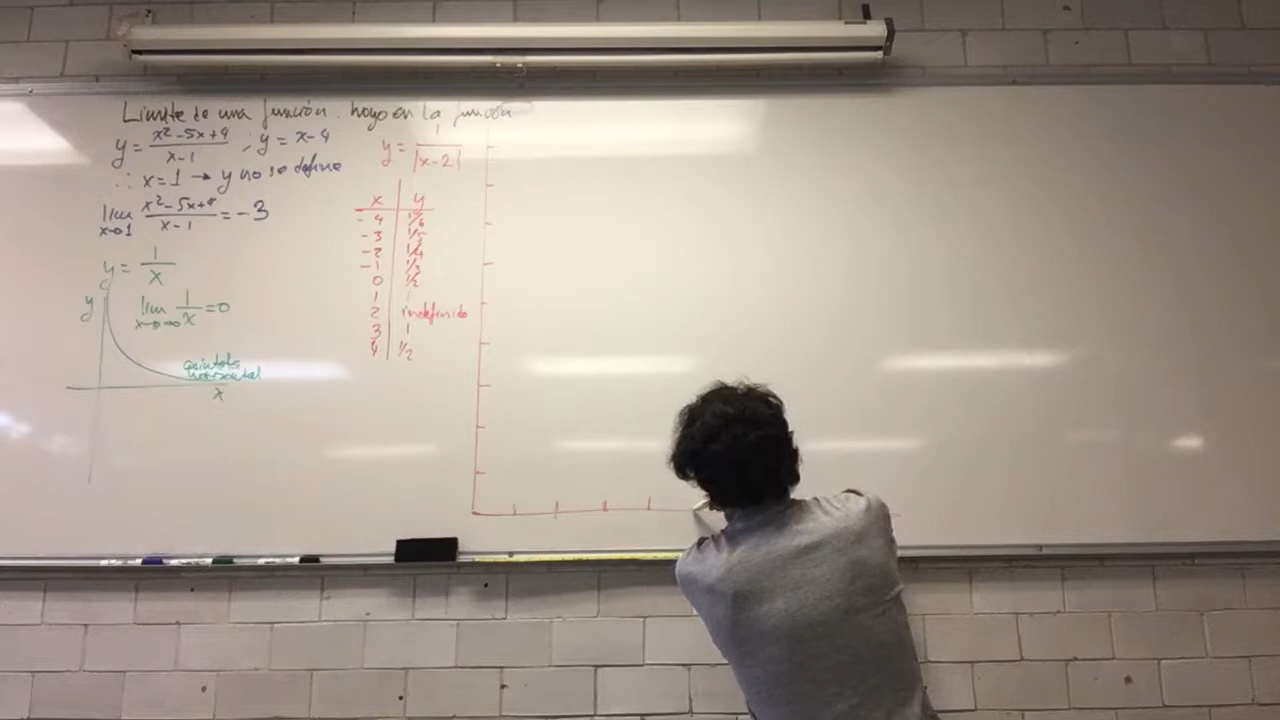 Limite de una función. hoyo en la función
y = x² - 5x + 4 / x - 1 ; y = x - 4
∴ x = 1 → y no se define
lim x→1 x² - 5x + 4 / x - 1 = -3
y = 1 / x
y
lim x→∞ 1 / x = 0
horizontal
x
y = 1 / |x - 2|
x y
-4 1/6
-3 1/5
-2 1/4
-1 1/3
0 1/2
1 1
2 indefinido
3 1
4 1/2